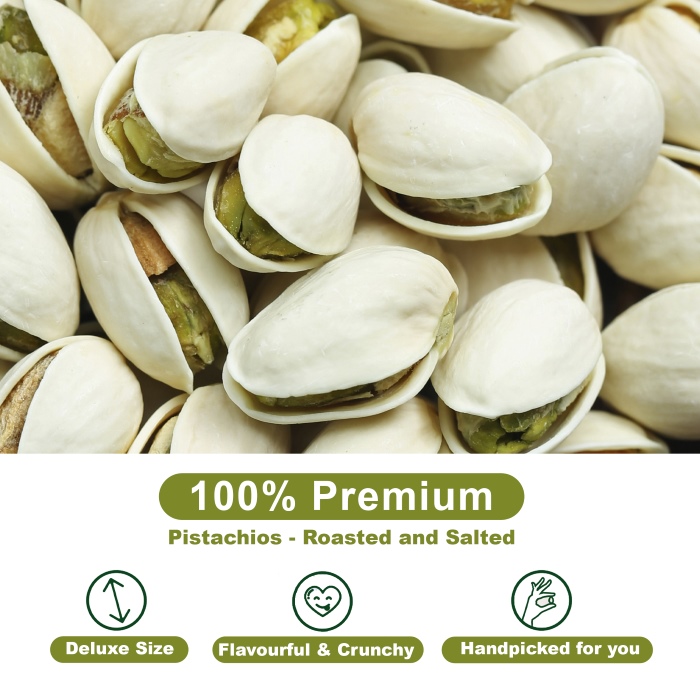 100% Premium
Pistachios - Roasted and Salted
Deluxe Size
Flavourful & Crunchy
Handpicked for you